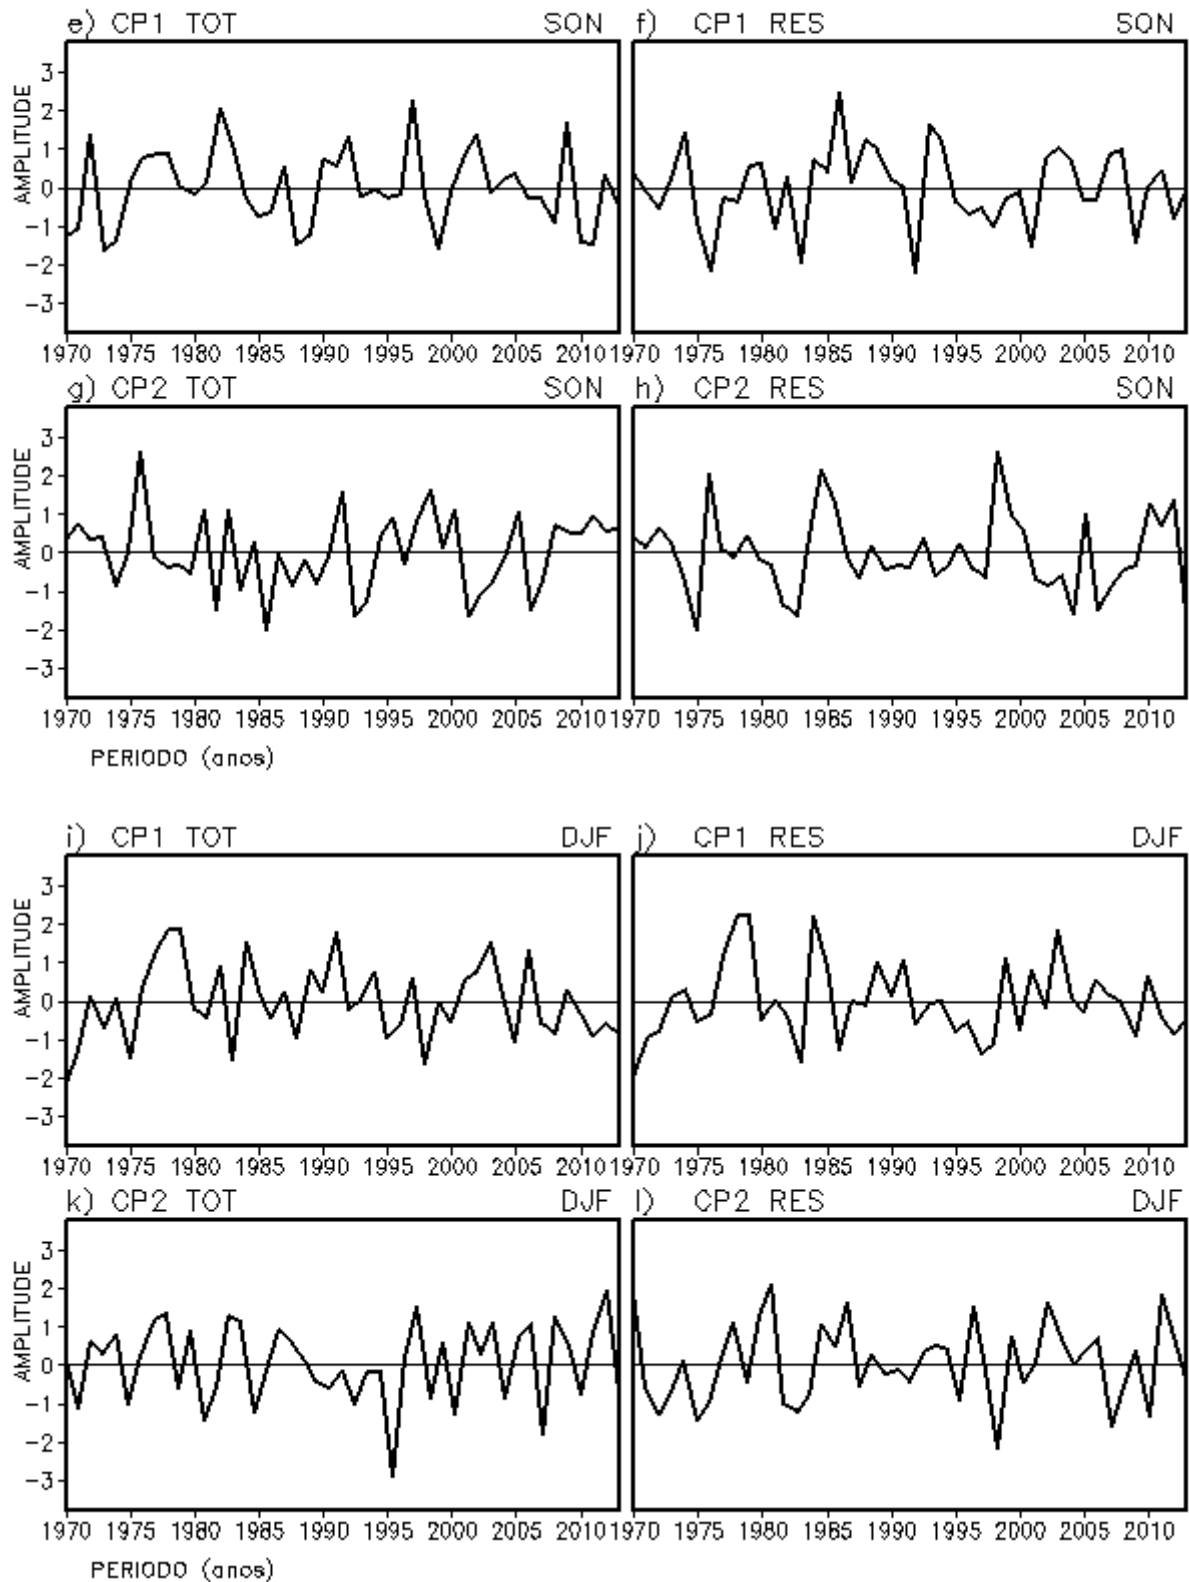 e) CP1 TOT SON f) CP1 RES SON
AMPLITUDE
3
2
1
0
−1
−2
−3
1970 1975 1980 1985 1990 1995 2000 2005 2010 1970 1975 1980 1985 1990 1995 2000 2005 2010
g) CP2 TOT SON h) CP2 RES SON
AMPLITUDE
3
2
1
0
−1
−2
−3
1970 1975 1980 1985 1990 1995 2000 2005 2010 1970 1975 1980 1985 1990 1995 2000 2005 2010
PERIODO (anos)
i) CP1 TOT DJF j) CP1 RES DJF
AMPLITUDE
3
2
1
0
−1
−2
−3
1970 1975 1980 1985 1990 1995 2000 2005 2010 1970 1975 1980 1985 1990 1995 2000 2005 2010
k) CP2 TOT DJF l) CP2 RES DJF
AMPLITUDE
3
2
1
0
−1
−2
−3
1970 1975 1980 1985 1990 1995 2000 2005 2010 1970 1975 1980 1985 1990 1995 2000 2005 2010
PERIODO (anos)